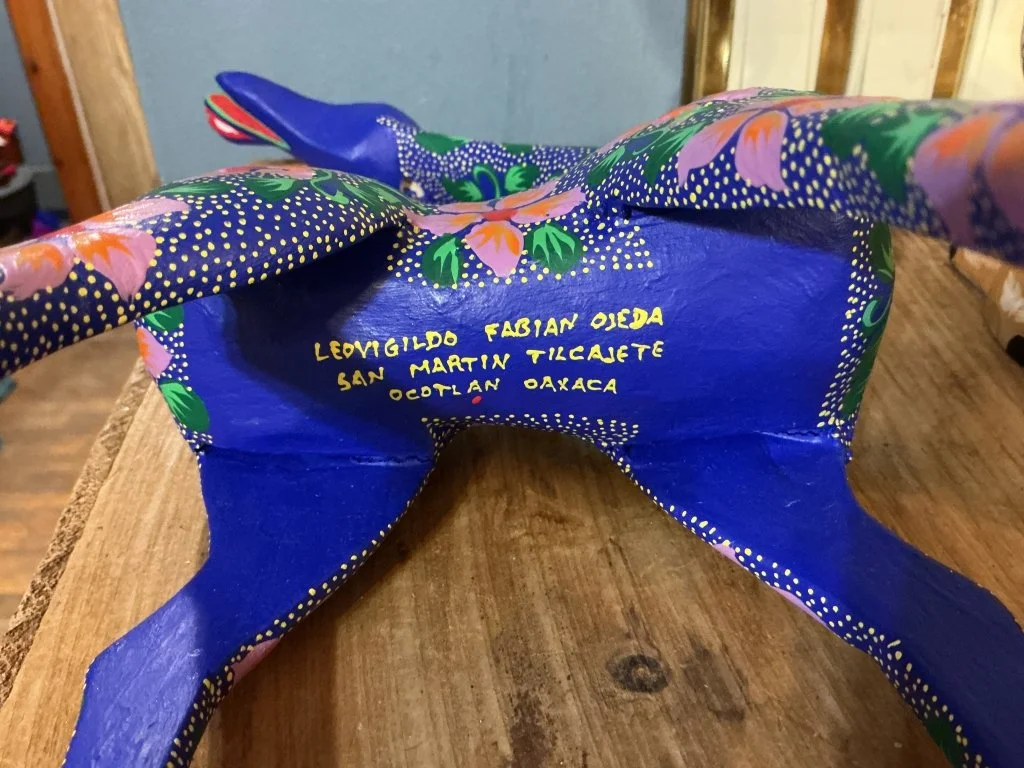 LEOVIGILDO FABIAN OJEDA
SAN MARTIN TILCAJETE
OCOTLAN OAXACA